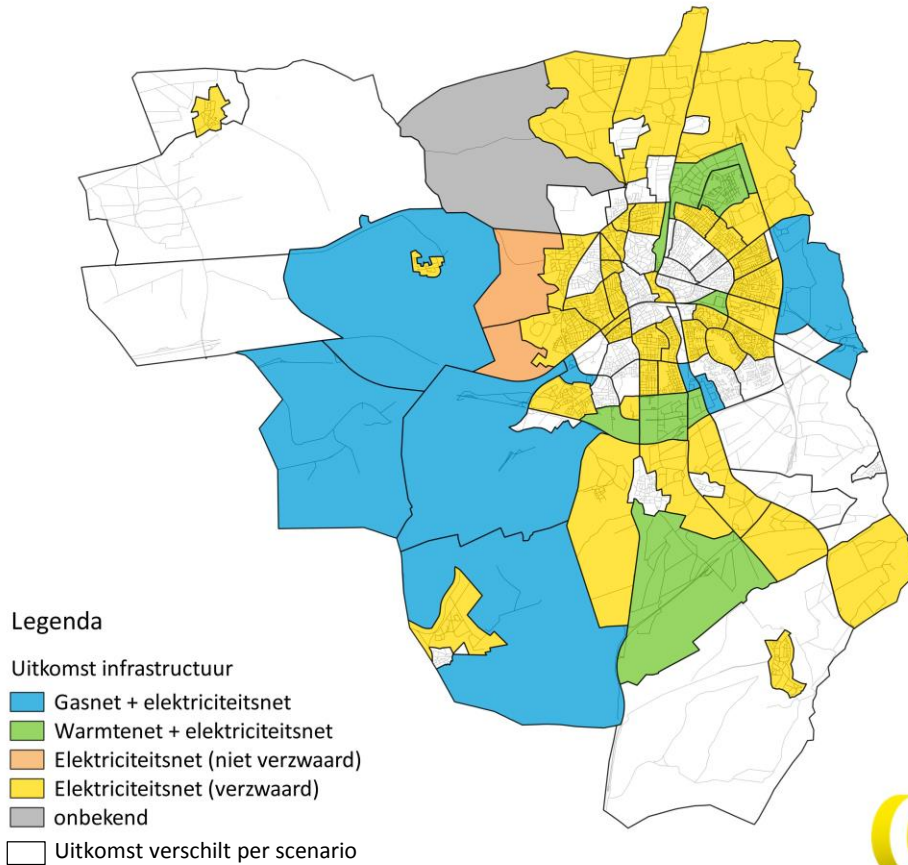 Legenda
Uitkomst infrastructuur
Gasnet + elektriciteitsnet
Warmtenet + elektriciteitsnet
Elektriciteitsnet (niet verzwaard)
Elektriciteitsnet (verzwaard)
onbekend
Uitkomst verschilt per scenario